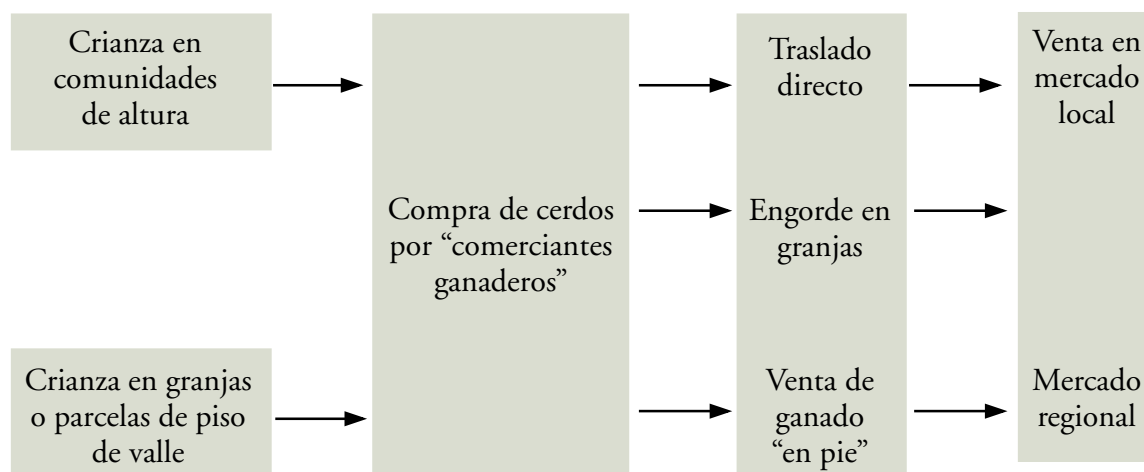 Crianza en
comunidades
de altura
Crianza en granjas
o parcelas de piso
de valle
Compra de cerdos
por “comerciantes
ganaderos”
Traslado
directo
Engorde en
granjas
Venta de
ganado
“en pie”
Venta en
mercado
local
Mercado
regional